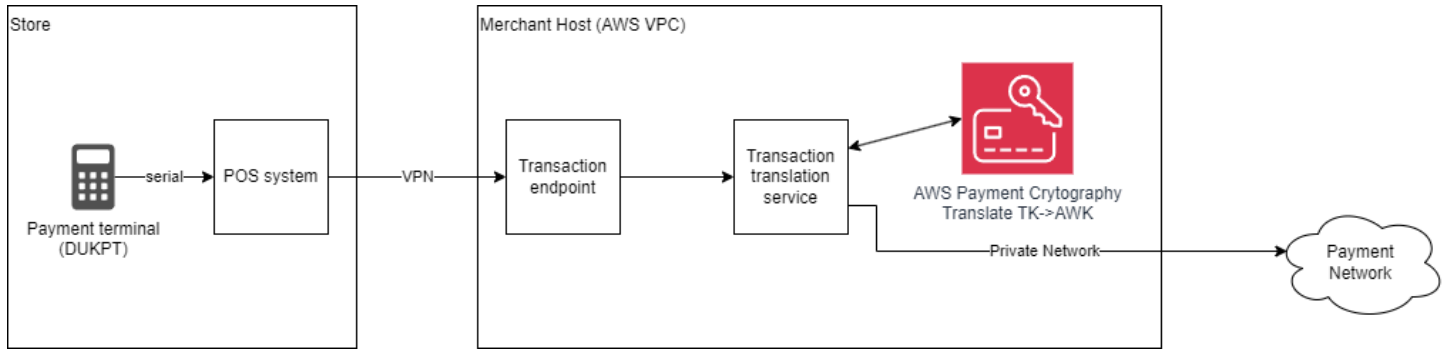 Store
Merchant Host (AWS VPC)
serial
POS system
VPN
Transaction
endpoint
Transaction
translation
service
Payment terminal
(DUKPT)
AWS Payment Crytography
Translate TK->AWK
Private Network
Payment
Network